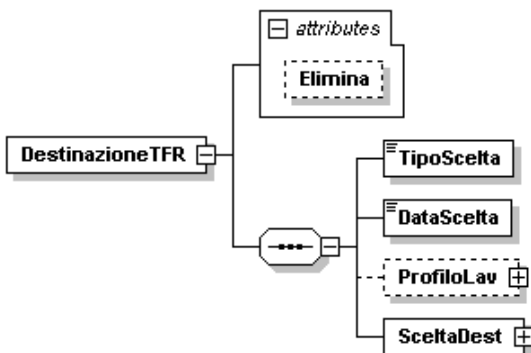 attributes
Elimina
DestinazioneTFR
TipoScelta
DataScelta
ProfiloLav
SceltaDest